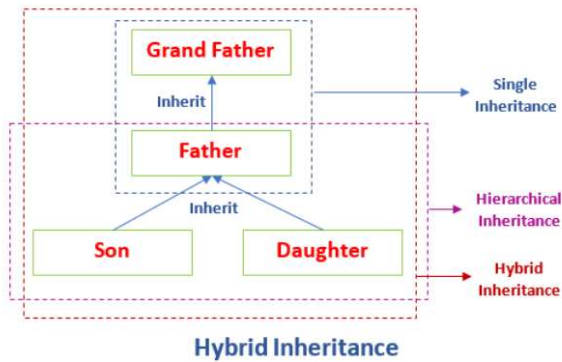 Grand Father
Single
Inheritance
Inherit
Father
Hierarchical
Inheritance
Inherit
Son
Daughter
Hybrid
Inheritance
Hybrid Inheritance